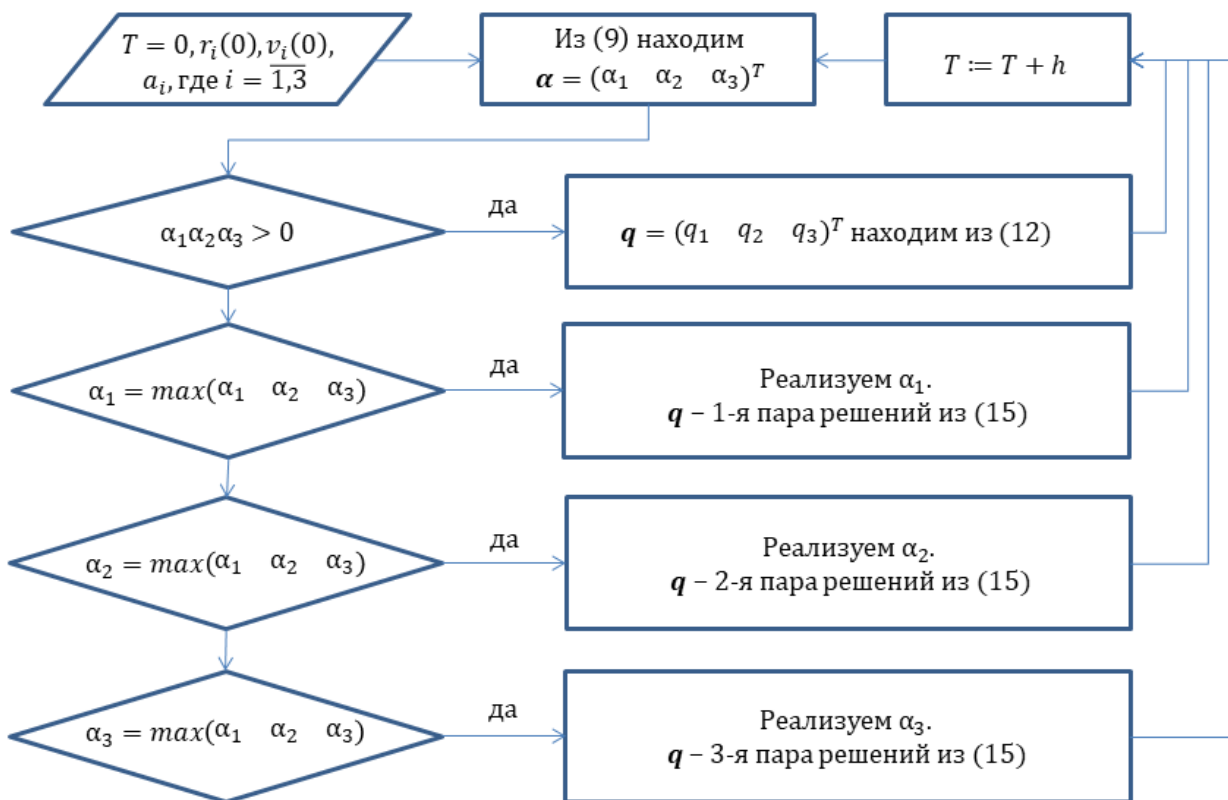 T = 0, rᵢ(0), vᵢ(0),
aᵢ, где i = 1,3
Из (9) находим
α = (α₁ α₂ α₃)ᵀ
T ≔ T + h
α₁α₂α₃ > 0
да
q = (q₁ q₂ q₃)ᵀ находим из (12)
α₁ = max(α₁ α₂ α₃)
да
Реализуем α₁.
q – 1-я пара решений из (15)
α₂ = max(α₁ α₂ α₃)
да
Реализуем α₂.
q – 2-я пара решений из (15)
α₃ = max(α₁ α₂ α₃)
да
Реализуем α₃.
q – 3-я пара решений из (15)